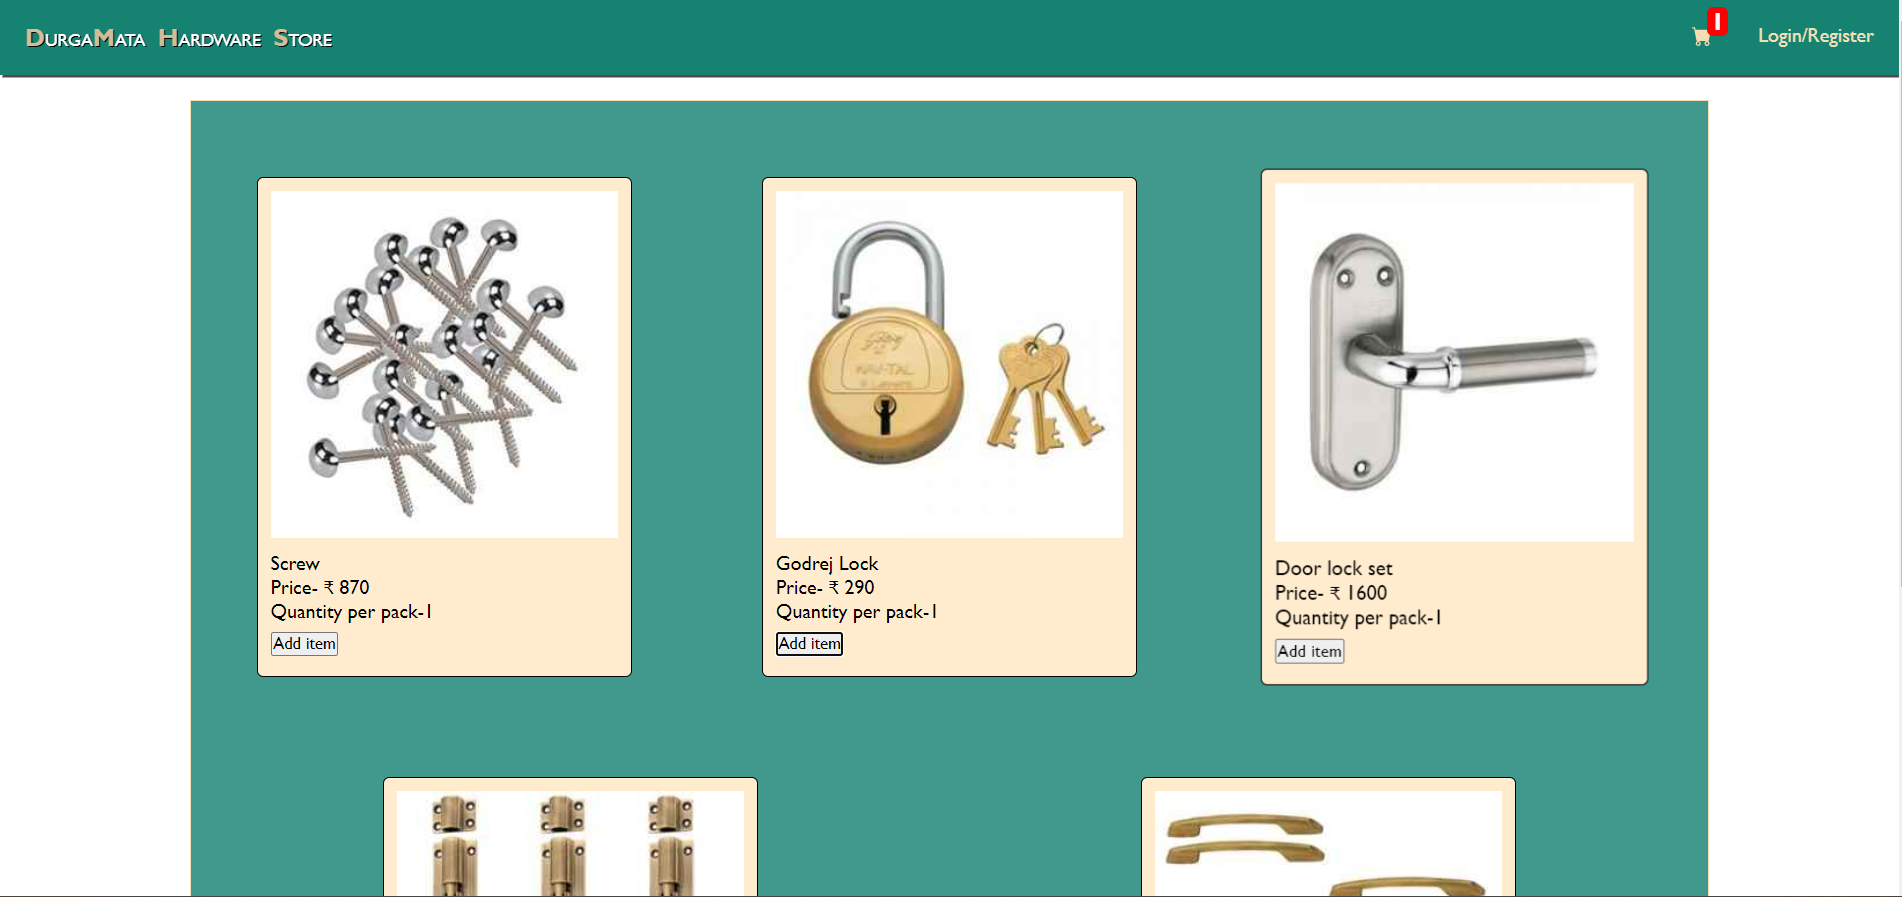 DurgaMata Hardware Store
1
Login/Register
Godrej
NAV-TAL
Screw
Price- ₹ 870
Quantity per pack-1
Add item
Godrej Lock
Price- ₹ 290
Quantity per pack-1
Add item
Door lock set
Price- ₹ 1600
Quantity per pack-1
Add item